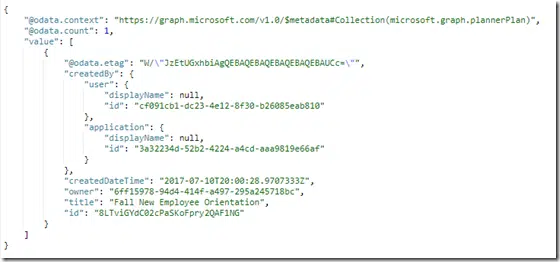 {
"@odata.context": "https://graph.microsoft.com/v1.0/$metadata#Collection(microsoft.graph.plannerPlan)",
"@odata.count": 1,
"value": [
{
"@odata.etag": "W/\"JzEtUGxhbiAgQEBAQEBAQEBAQEBAQEBAUCc=\"",
"createdBy": {
"user": {
"displayName": null,
"id": "cf091cb1-dc23-4e12-8f30-b26085eab810"
},
"application": {
"displayName": null,
"id": "3a32234d-52b2-4224-a4cd-aaa9819e66af"
}
},
"createdDateTime": "2017-07-10T20:00:28.9707333Z",
"owner": "6ff15978-94d4-414f-a497-295a245718bc",
"title": "Fall New Employee Orientation",
"id": "8LTviGYdC02cPaSKoFpry2QAF1NG"
}
]
}